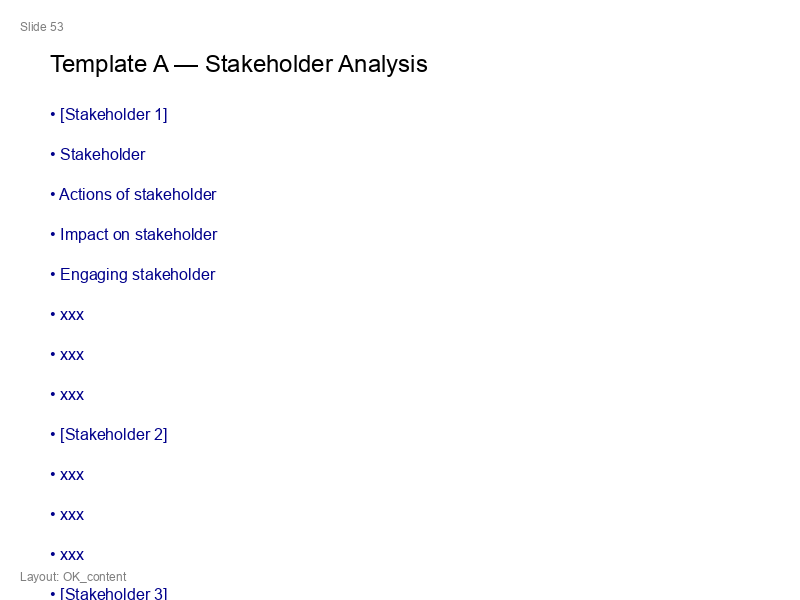 Slide 53
Template A — Stakeholder Analysis
• [Stakeholder 1]
• Stakeholder
• Actions of stakeholder
• Impact on stakeholder
• Engaging stakeholder
• xxx
• xxx
• xxx
• [Stakeholder 2]
• xxx
• xxx
• xxx
Layout: OK_content
• [Stakeholder 3]